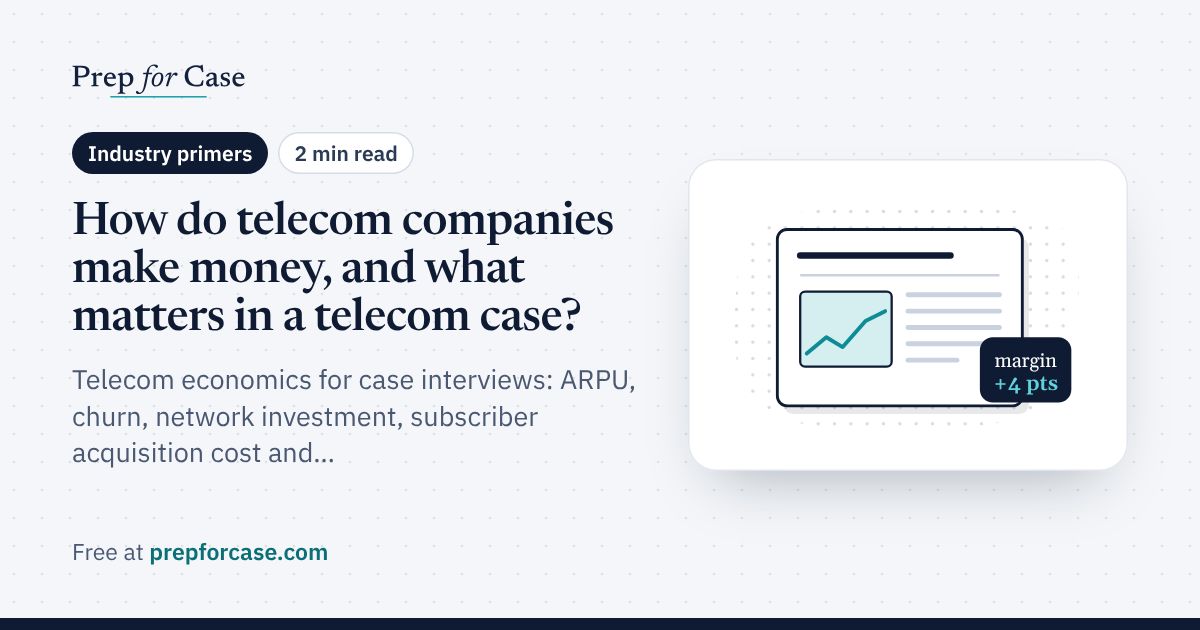 Prep for Case
Industry primers
2 min read
How do telecom companies
make money, and what
matters in a telecom case?
Telecom economics for case interviews: ARPU,
churn, network investment, subscriber
acquisition cost and...
Free at prepforcase.com
margin
+4 pts